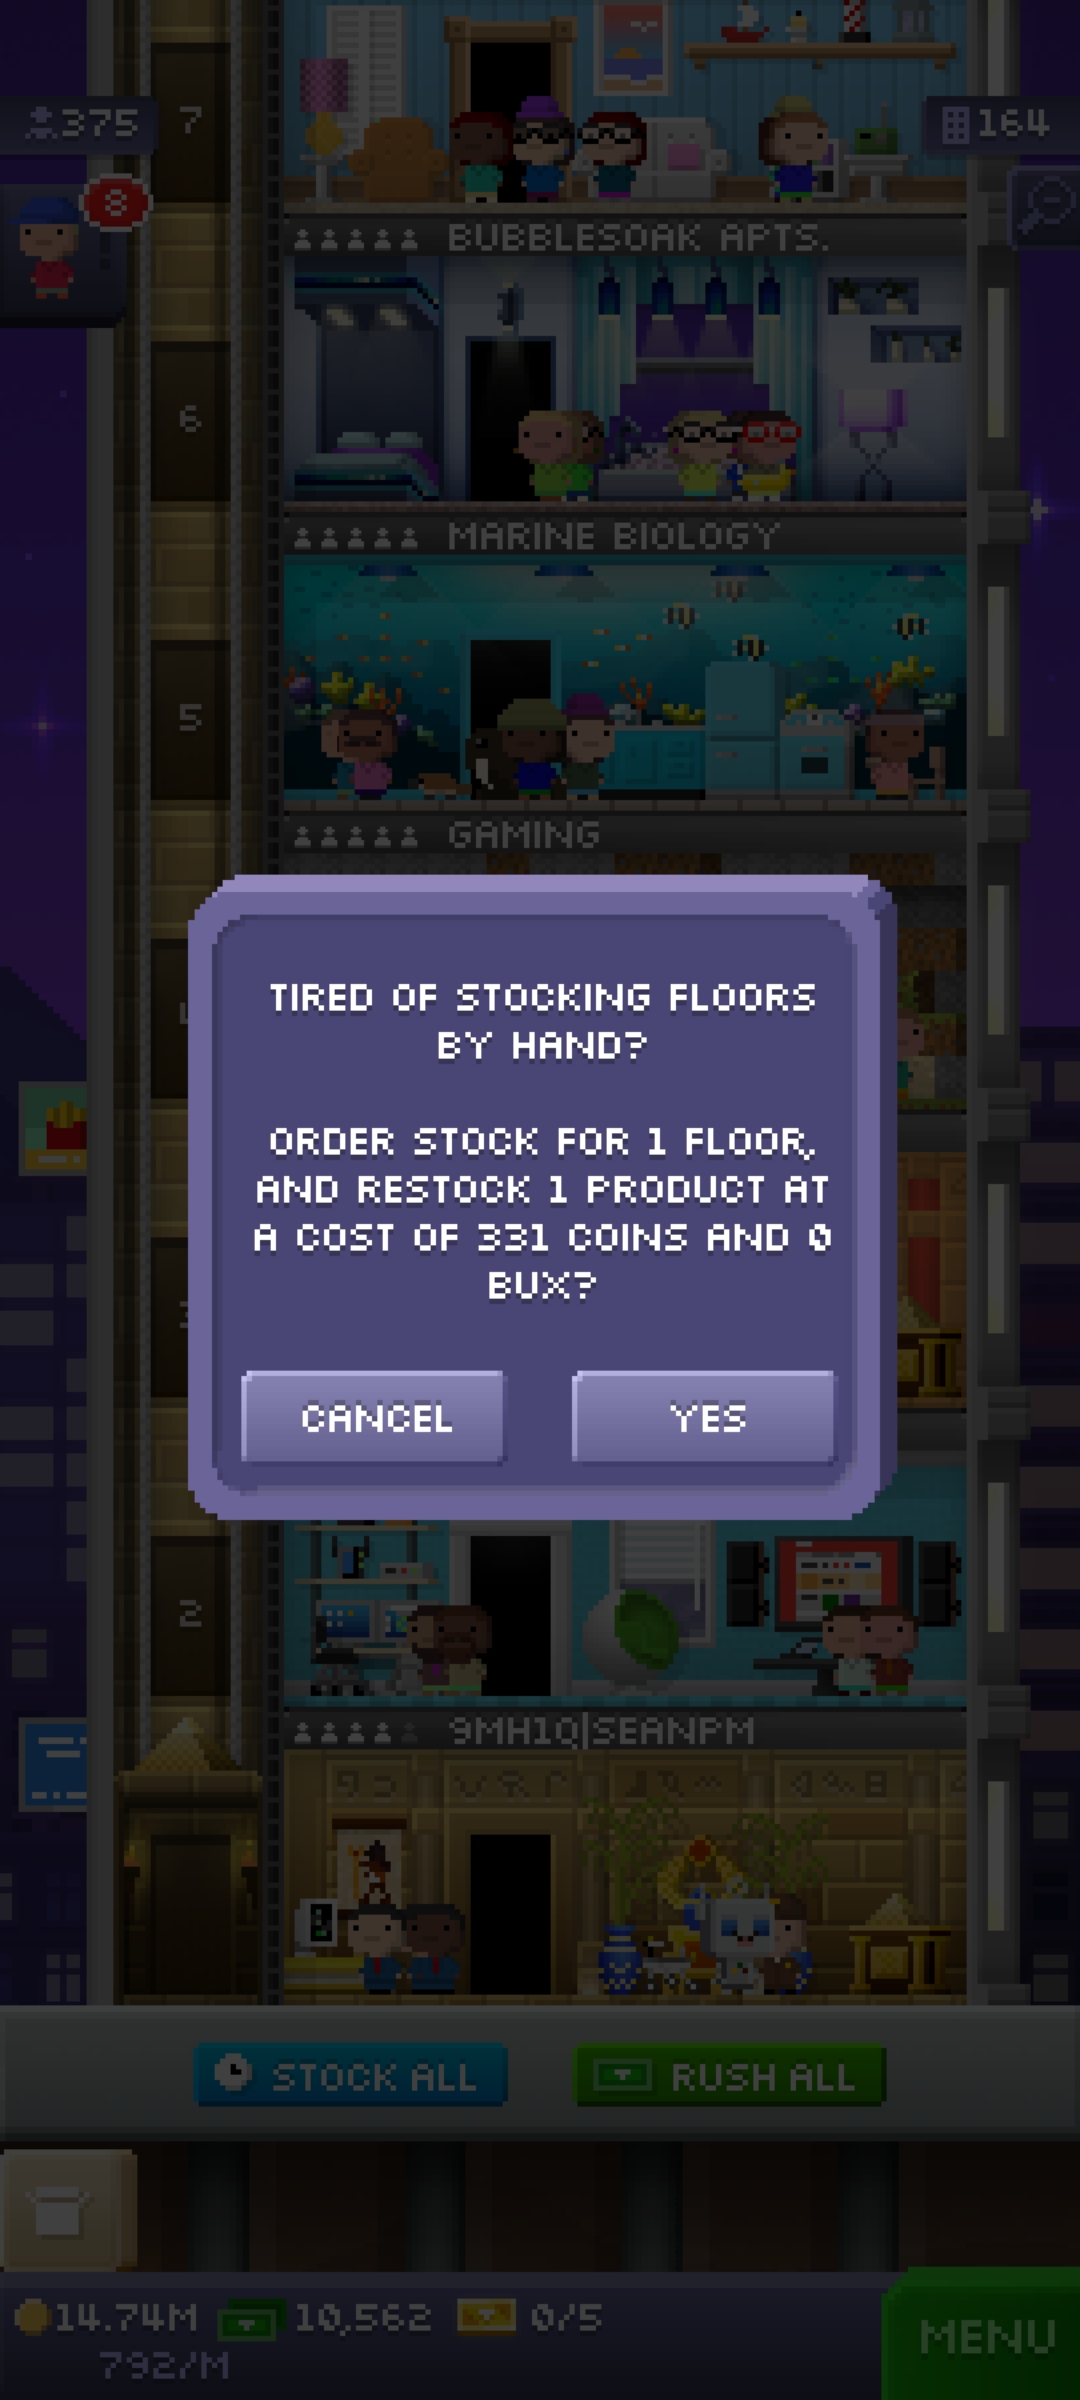 7
375
164
8
BUBBLESOAK APTS.
6
MARINE BIOLOGY
5
GAMING
TIRED OF STOCKING FLOORS
BY HAND?
ORDER STOCK FOR 1 FLOOR,
AND RESTOCK 1 PRODUCT AT
A COST OF 331 COINS AND 0
BUX?
CANCEL
YES
2
9MH1Q|SEANPM
STOCK ALL
RUSH ALL
14.74M
10,562
0/5
792/M
MENU